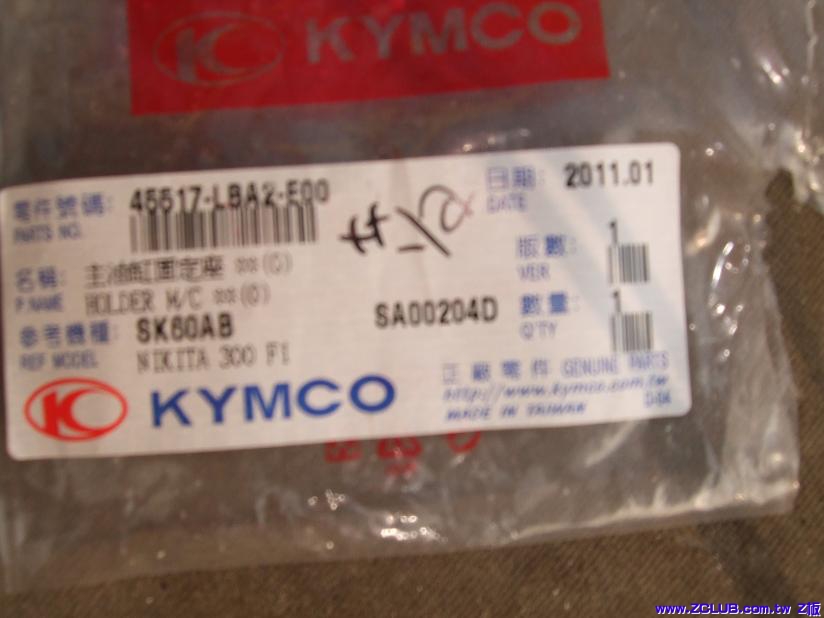 KYMCO
零件號碼: 45517-LBA2-E00
PARTS NO.
日期: 2011.01
DATE
版數: 1
VER
名稱: 主油缸固定座 ¤¤(G)
P.NAME HOLDER M/C ¤¤(G)
SA00204D
數量: 1
Q'TY
參考機種: SK60AB
REF MODEL NIKITA 300 FI
正廠零件 GENUINE PARTS
http://www.kymco.com.tw
MADE IN TAIWAN
KYMCO
www.ZCLUB.com.tw Z板